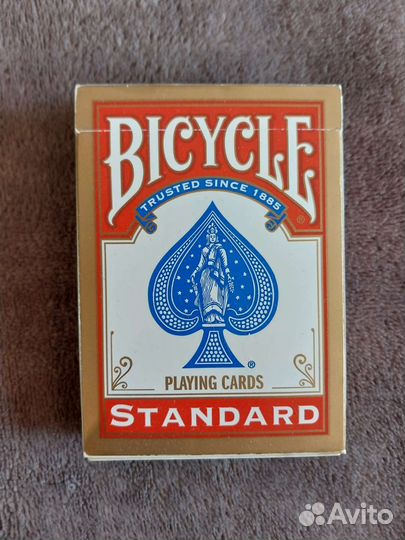 BICYCLE
®
TRUSTED SINCE 1885
®
PLAYING CARDS
STANDARD
Avito